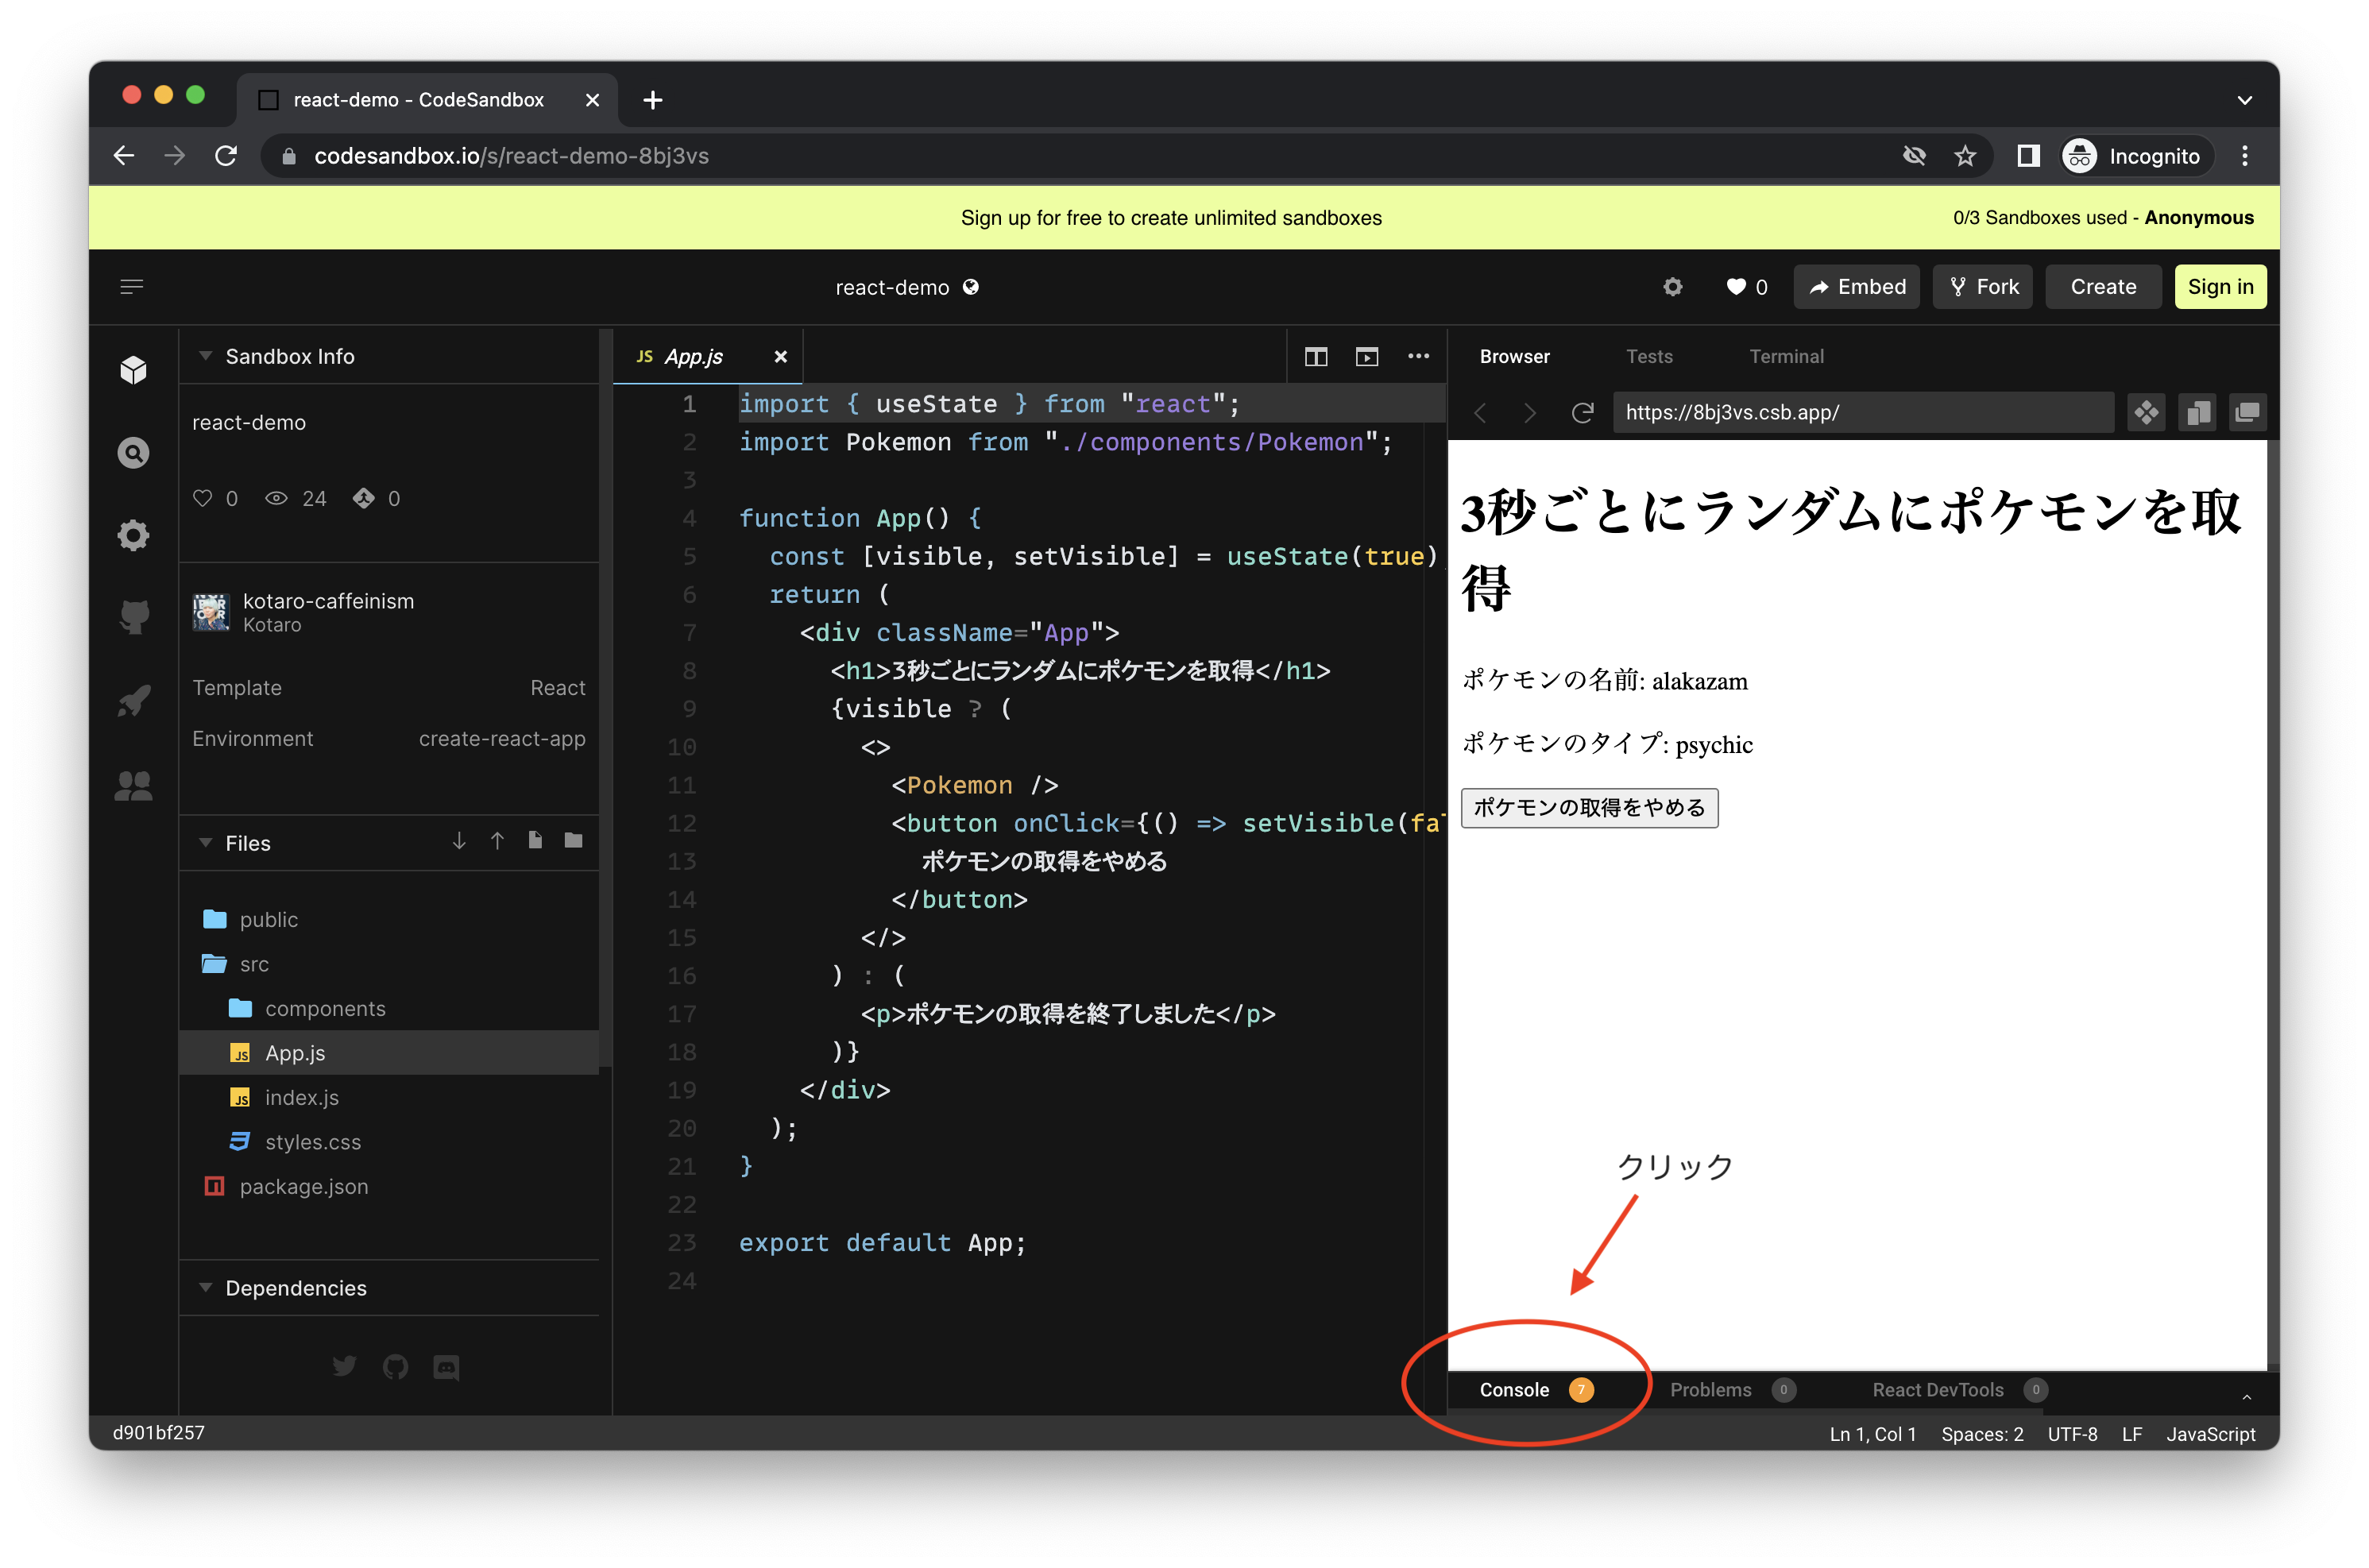 react-demo - CodeSandbox
codesandbox.io/s/react-demo-8bj3vs
Incognito
Sign up for free to create unlimited sandboxes
0/3 Sandboxes used - Anonymous
react-demo
0
Embed
Fork
Create
Sign in
Sandbox Info
react-demo
0 24 0
kotaro-caffeinism
Kotaro
Template React
Environment create-react-app
Files
public
src
components
JS App.js
JS index.js
styles.css
package.json
Dependencies
JS App.js
1 import { useState } from "react";
2 import Pokemon from "./components/Pokemon";
3
4 function App() {
5 const [visible, setVisible] = useState(true)
6 return (
7 <div className="App">
8 <h1>3秒ごとにランダムにポケモンを取得</h1>
9 {visible ? (
10 <>
11 <Pokemon />
12 <button onClick={() => setVisible(fal
13 ポケモンの取得をやめる
14 </button>
15 </>
16 ) : (
17 <p>ポケモンの取得を終了しました</p>
18 )}
19 </div>
20 );
21 }
22
23 export default App;
24
Browser Tests Terminal
https://8bj3vs.csb.app/
3秒ごとにランダムにポケモンを取
得
ポケモンの名前: alakazam
ポケモンのタイプ: psychic
ポケモンの取得をやめる
クリック
Console 7 Problems 0 React DevTools 0
d901bf257
Ln 1, Col 1 Spaces: 2 UTF-8 LF JavaScript